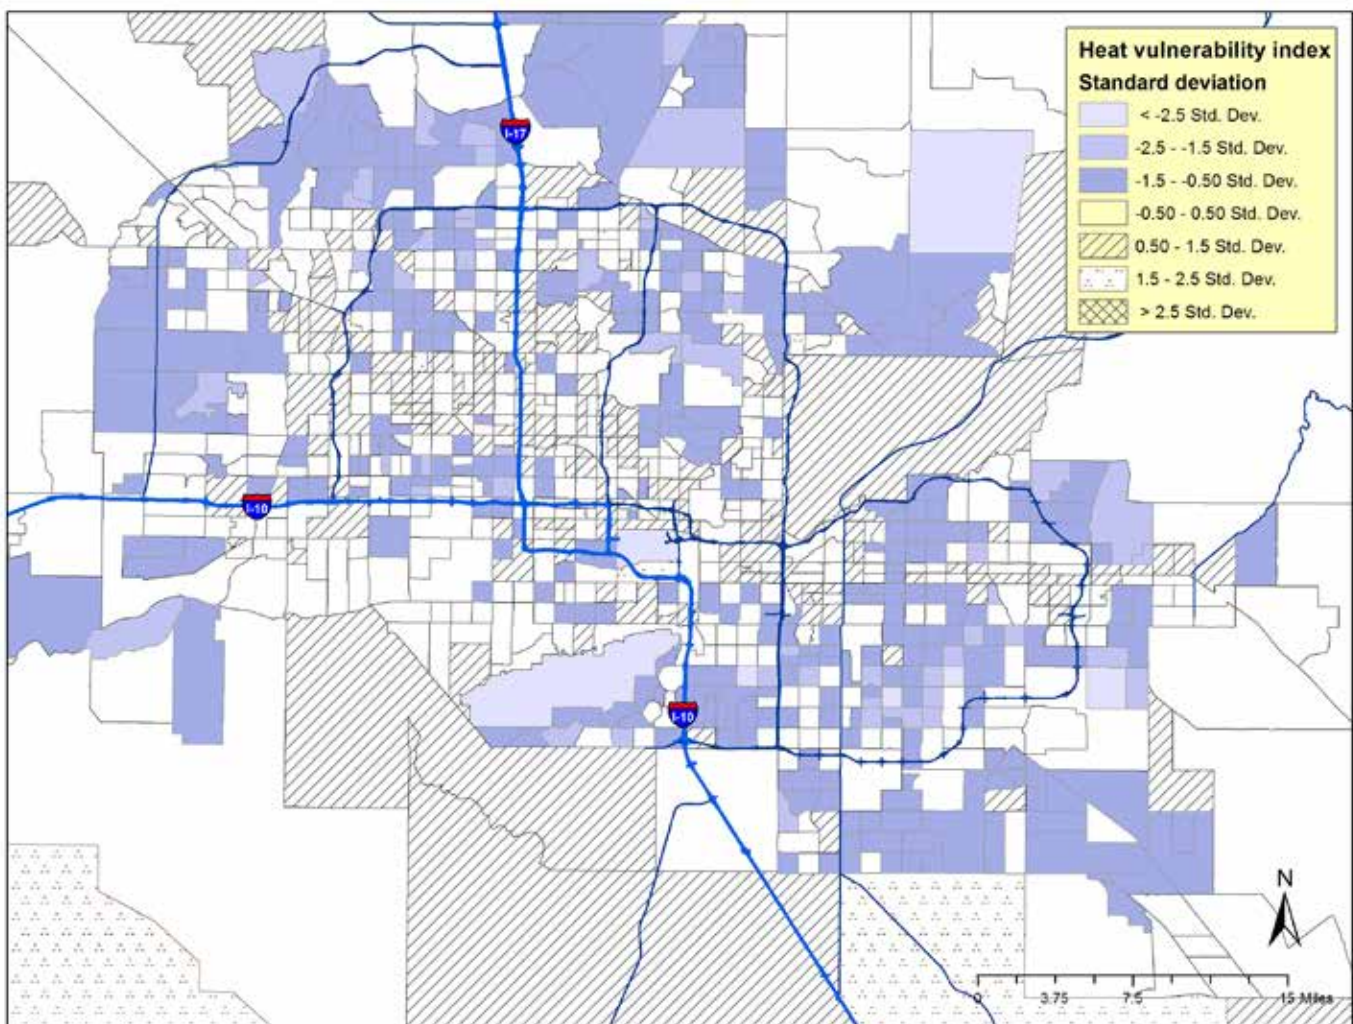 Heat vulnerability index
Standard deviation
< -2.5 Std. Dev.
-2.5 - -1.5 Std. Dev.
-1.5 - -0.50 Std. Dev.
-0.50 - 0.50 Std. Dev.
0.50 - 1.5 Std. Dev.
1.5 - 2.5 Std. Dev.
> 2.5 Std. Dev.
I-17
I-10
I-10
N
0 3.75 7.5 15 Miles